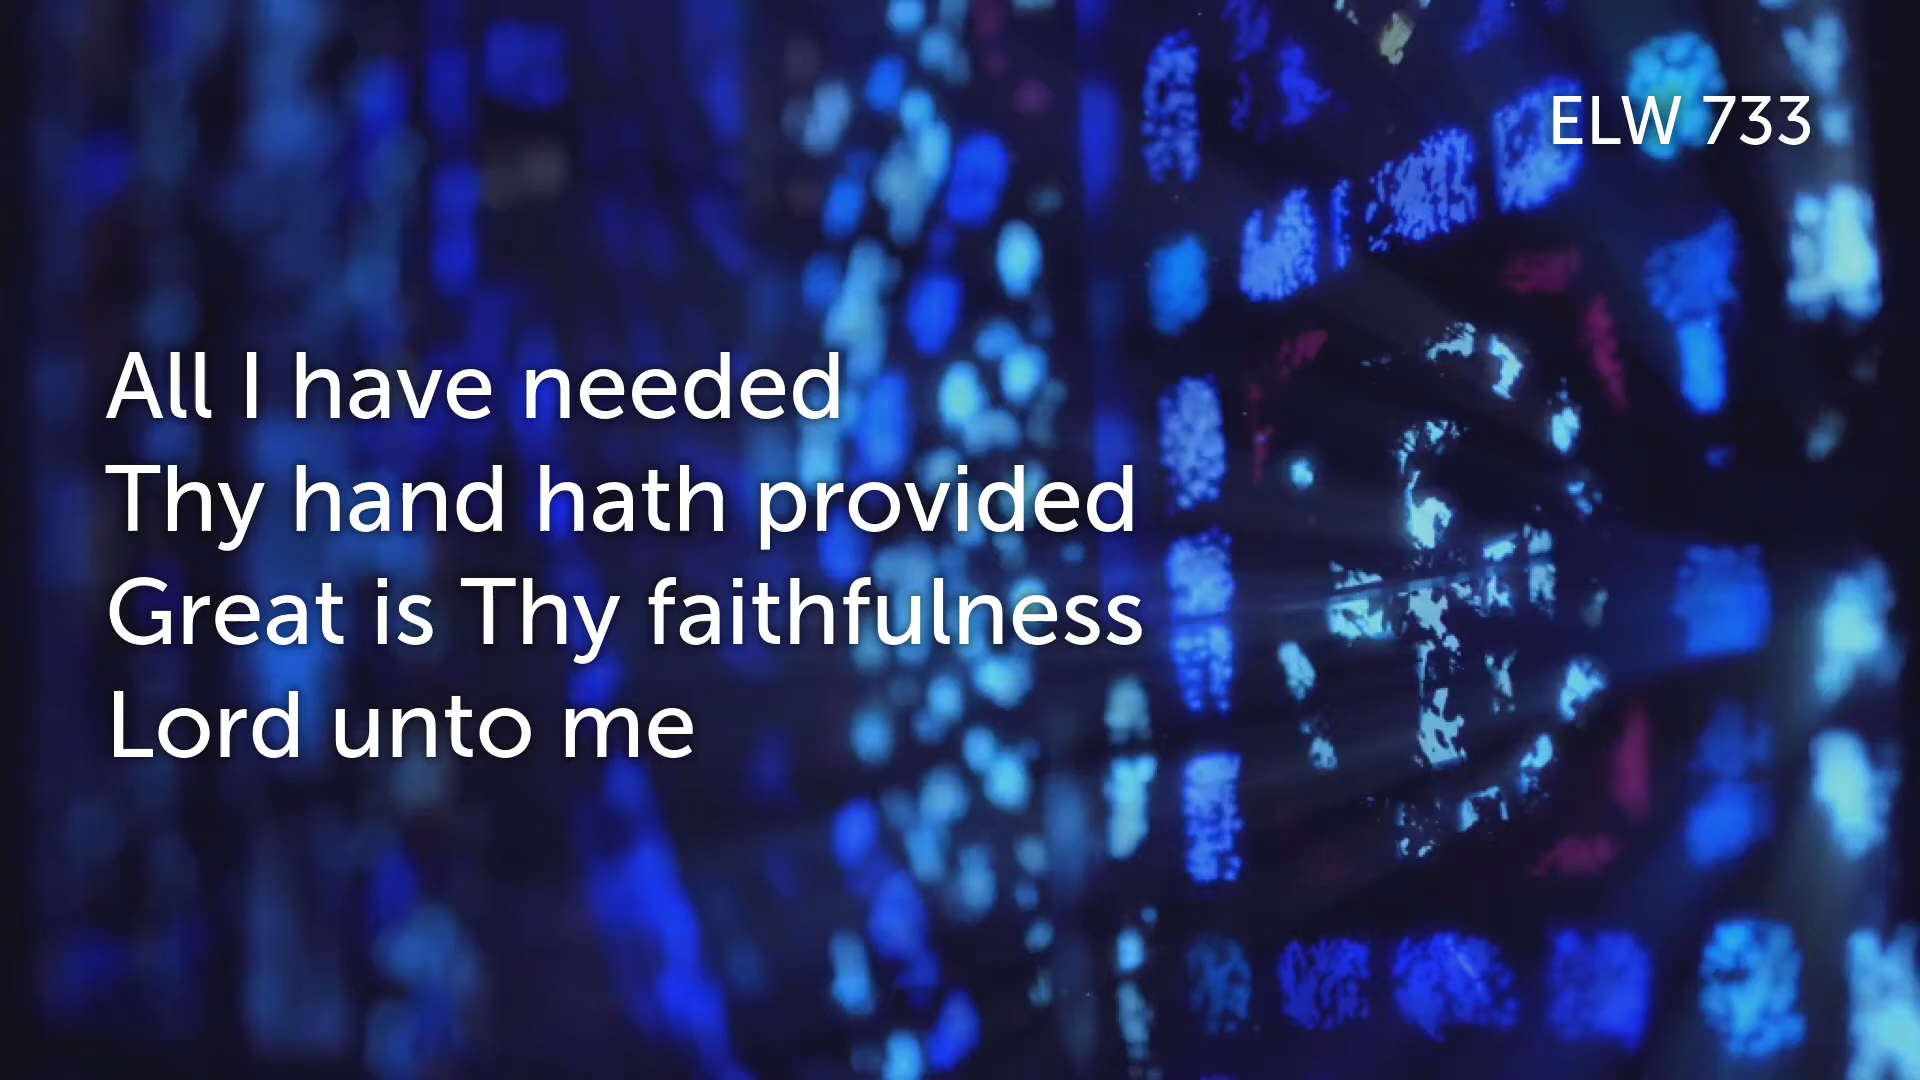 ELW 733
All I have needed
Thy hand hath provided
Great is Thy faithfulness
Lord unto me